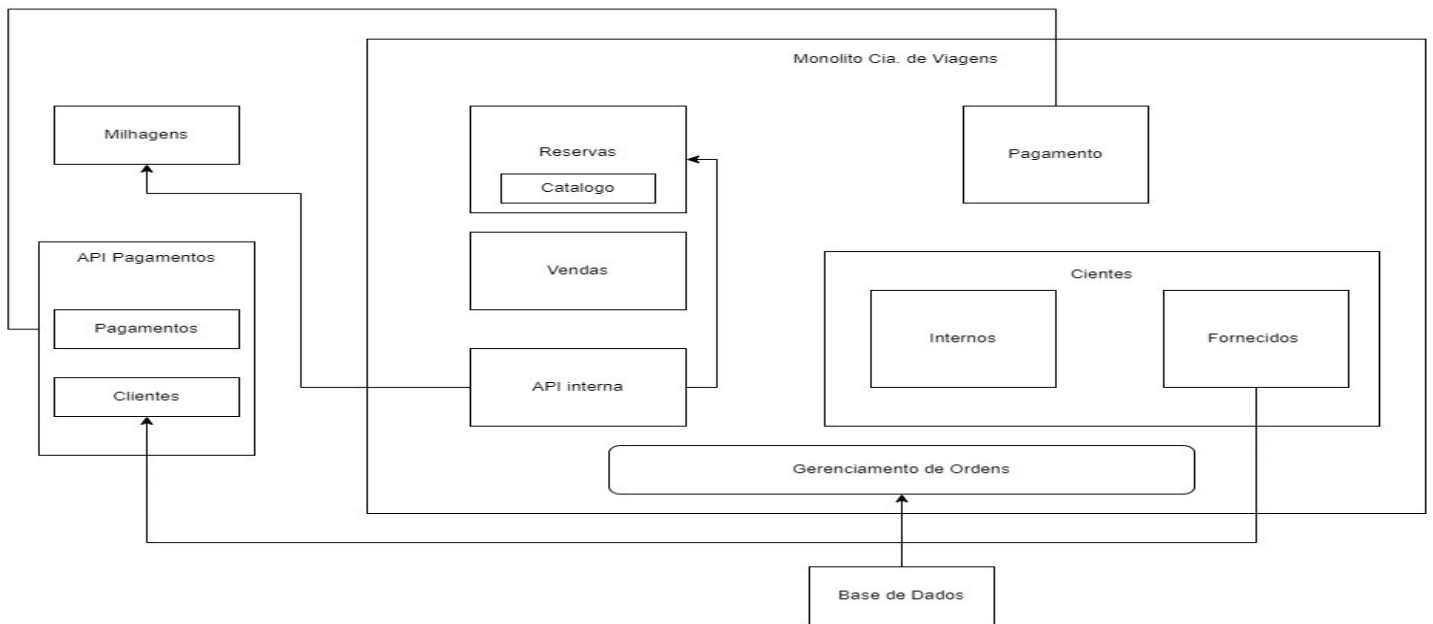 Monolito Cia. de Viagens
Milhagens
Reservas
Catalogo
Pagamento
API Pagamentos
Pagamentos
Clientes
Vendas
API interna
Cientes
Internos
Fornecidos
Gerenciamento de Ordens
Base de Dados